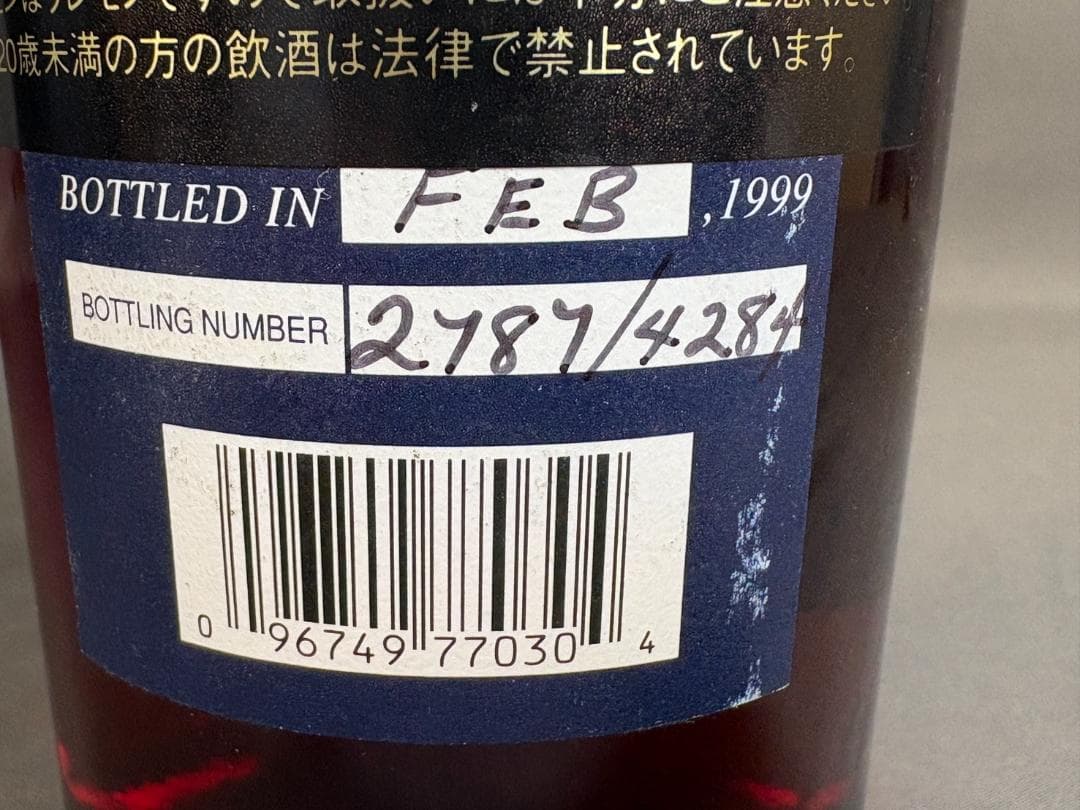 20歳未満の方の飲酒は法律で禁止されています。
BOTTLED IN FEB , 1999
BOTTLING NUMBER 2787/4284
0 96749 77030 4